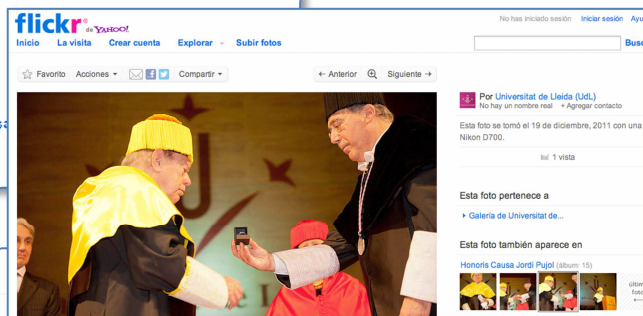 flickr® de YAHOO!
No has iniciado sesión Iniciar sesión
Inicio La visita Crear cuenta Explorar Subir fotos
Favorito Acciones Compartir
← Anterior Siguiente →
Por Universitat de Lleida (UdL)
No hay un nombre real + Agregar contacto
Esta foto se tomó el 19 de diciembre, 2011 con una
Nikon D700.
1 vista
Esta foto pertenece a
Galería de Universitat de...
Esta foto también aparece en
Honoris Causa Jordi Pujol (álbum: 15)